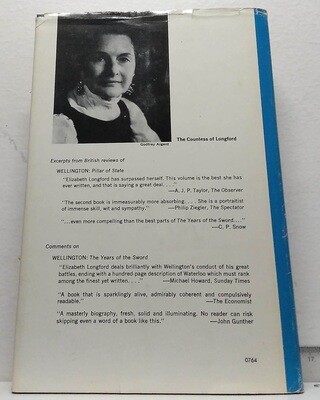 Godfrey Argent
The Countess of Longford
Excerpts from British reviews of
WELLINGTON: Pillar of State
"Elizabeth Longford has surpassed herself. This volume is the best she has
ever written, and that is saying a great deal. . . ."
—A. J. P. Taylor, The Observer
"The second book is immeasurably more absorbing. . . . She is a portraitist
of immense skill, wit and sympathy." —Philip Ziegler, The Spectator
"...even more compelling than the best parts of The Years of the Sword...."
—C. P. Snow
Comments on
WELLINGTON: The Years of the Sword
"Elizabeth Longford deals brilliantly with Wellington's conduct of his great
battles, ending with a hundred page description of Waterloo which must rank
among the finest yet written. . . ." —Michael Howard, Sunday Times
"A book that is sparklingly alive, admirably coherent and compulsively
readable." —The Economist
"A masterly biography, fresh, solid and illuminating. No reader can risk
skipping even a word of a book like this." —John Gunther
0764